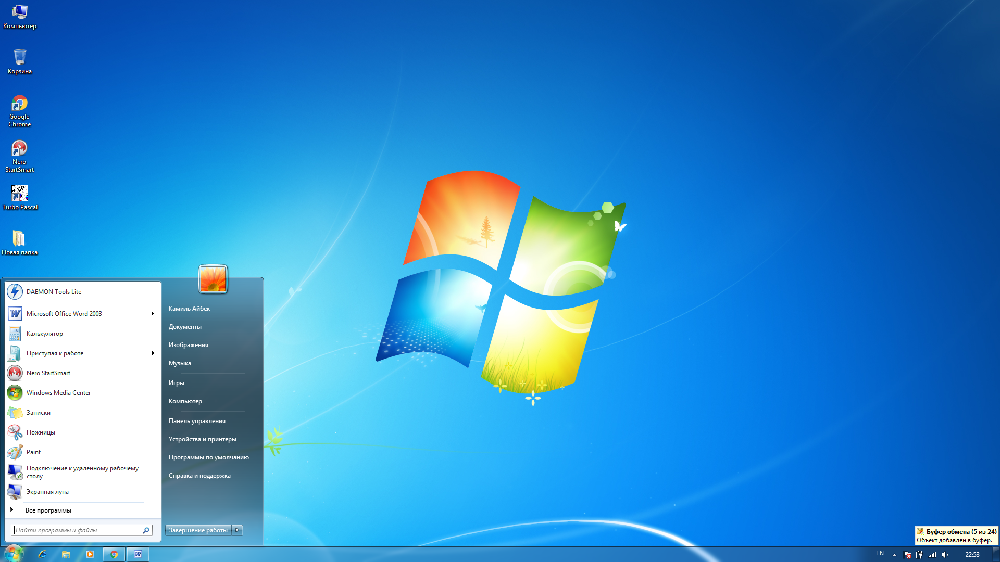 Компьютер
Корзина
Google
Chrome
Nero
StartSmart
Turbo Pascal
Новая папка
DAEMON Tools Lite
Microsoft Office Word 2003
Калькулятор
Приступая к работе
Nero StartSmart
Windows Media Center
Записки
Ножницы
Paint
Подключение к удаленному рабочему
столу
Экранная лупа
Все программы
Найти программы и файлы
Камиль Айбек
Документы
Изображения
Музыка
Игры
Компьютер
Панель управления
Устройства и принтеры
Программы по умолчанию
Справка и поддержка
Завершение работы
Буфер обмена (5 из 24)
Объект добавлен в буфер.
EN
22:53